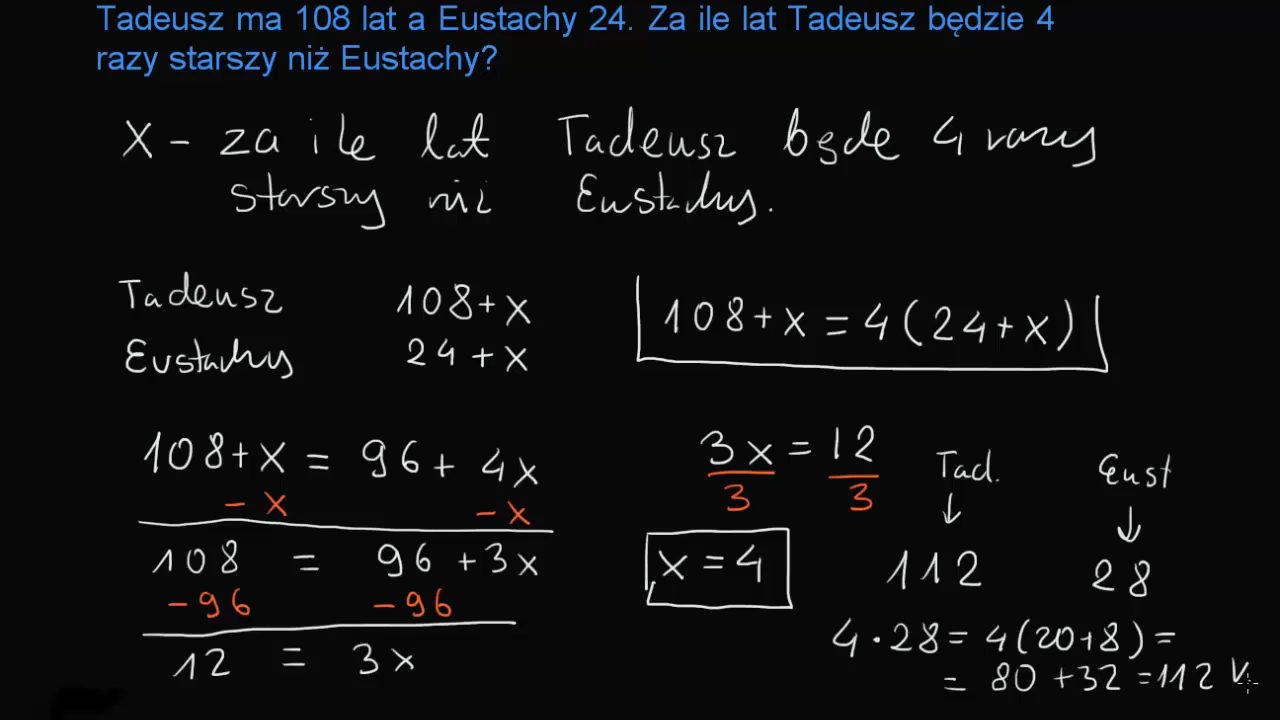 Tadeusz ma 108 lat a Eustachy 24. Za ile lat Tadeusz będzie 4
razy starszy niż Eustachy?
X - za ile lat Tadeusz będe 4 razy
starszy niż Eustachy.
Tadeusz 108+x
Eustachy 24+x
108+x=4(24+x)
108+x = 96+4x
-x -x
108 = 96+3x
-96 -96
12 = 3x
3x=12
3 3
x=4
Tad. Eust
↓ ↓
112 28
4·28=4(20+8)=
=80+32=112 V